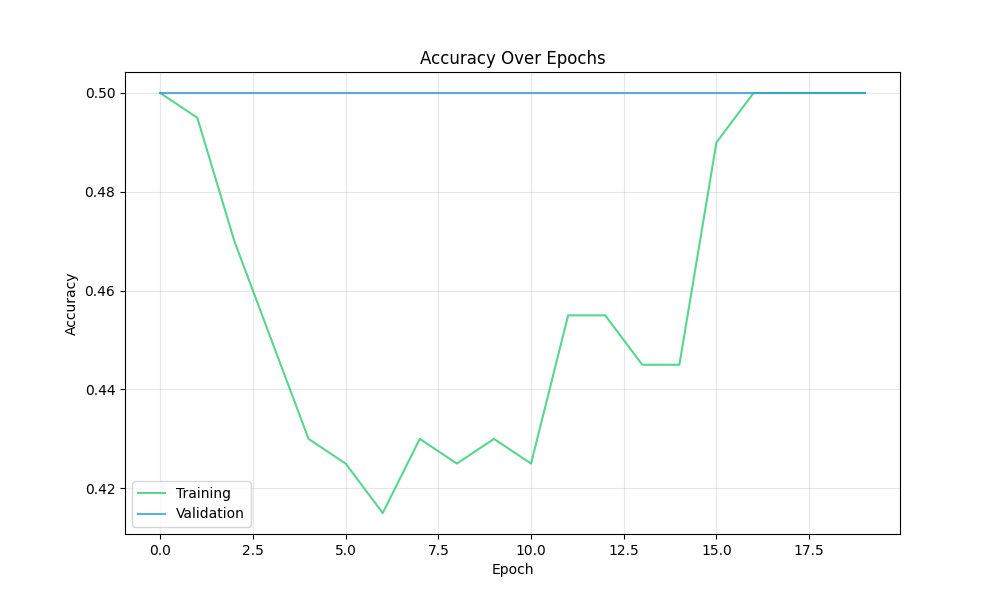 Accuracy Over Epochs
0.50
0.48
0.46
0.44
0.42
Accuracy
Training
Validation
0.0 2.5 5.0 7.5 10.0 12.5 15.0 17.5
Epoch